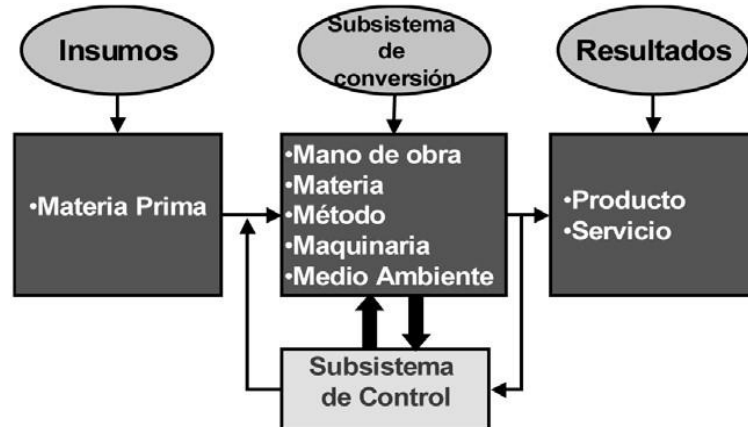 Insumos
Subsistema
de
conversión
Resultados
•Materia Prima
•Mano de obra
•Materia
•Método
•Maquinaria
•Medio Ambiente
•Producto
•Servicio
Subsistema
de Control